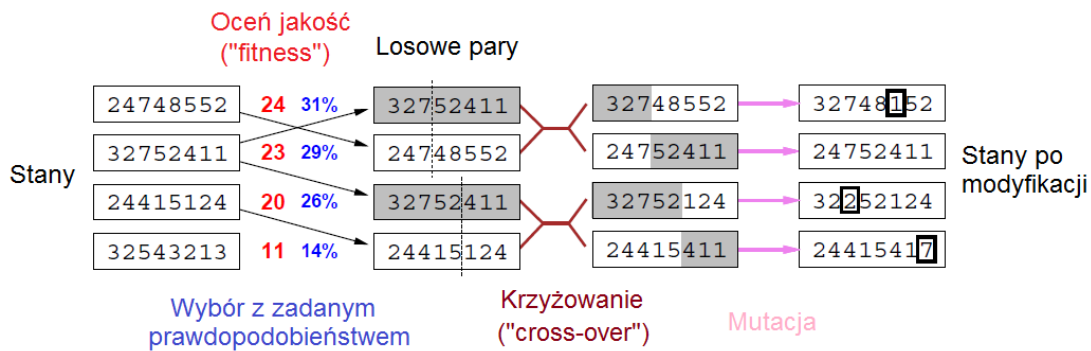 Oceń jakość
("fitness")
Losowe pary
Stany
24748552 24 31%
32752411 23 29%
24415124 20 26%
32543213 11 14%
32752411
24748552
32752411
24415124
32748552
24752411
32752124
24415411
32748152
24752411
32252124
24415417
Stany po
modyfikacji
Wybór z zadanym
prawdopodobieństwem
Krzyżowanie
("cross-over")
Mutacja